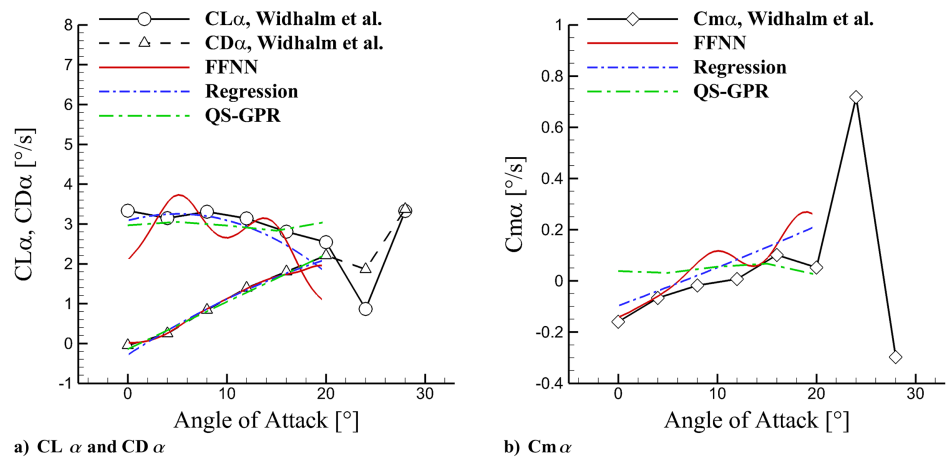 CLα, Widhalm et al.
CDα, Widhalm et al.
FFNN
Regression
QS-GPR
8
7
6
5
4
3
2
1
0
-1
CLα, CDα [°/s]
0
10
20
30
Angle of Attack [°]
a) CL α and CD α
Cmα, Widhalm et al.
FFNN
Regression
QS-GPR
1
0.8
0.6
0.4
0.2
0
-0.2
-0.4
Cmα [°/s]
0
10
20
30
Angle of Attack [°]
b) Cm α